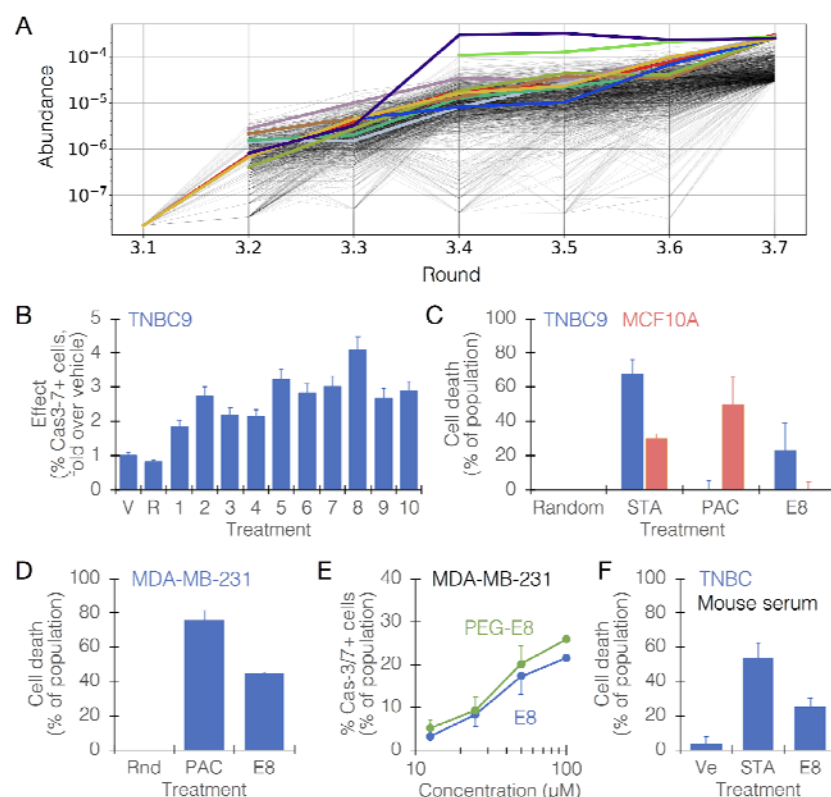 A
Abundance
10⁻⁴
10⁻⁵
10⁻⁶
10⁻⁷
3.1 3.2 3.3 3.4 3.5 3.6 3.7
Round
B
TNBC9
Effect
(% Cas3-7+ cells,
old over vehicle)
5
4
3
2
1
0
V R 1 2 3 4 5 6 7 8 9 10
Treatment
C
TNBC9 MCF10A
Cell death
(% of population)
100
80
60
40
20
0
Random STA PAC E8
Treatment
D
MDA-MB-231
Cell death
(% of population)
100
80
60
40
20
0
Rnd PAC E8
Treatment
E
MDA-MB-231
% Cas-3/7+ cells
(% of population)
40
30
20
10
0
PEG-E8
E8
10 100
Concentration (µM)
F
TNBC
Mouse serum
Cell death
(% of population)
100
80
60
40
20
0
Ve STA E8
Treatment